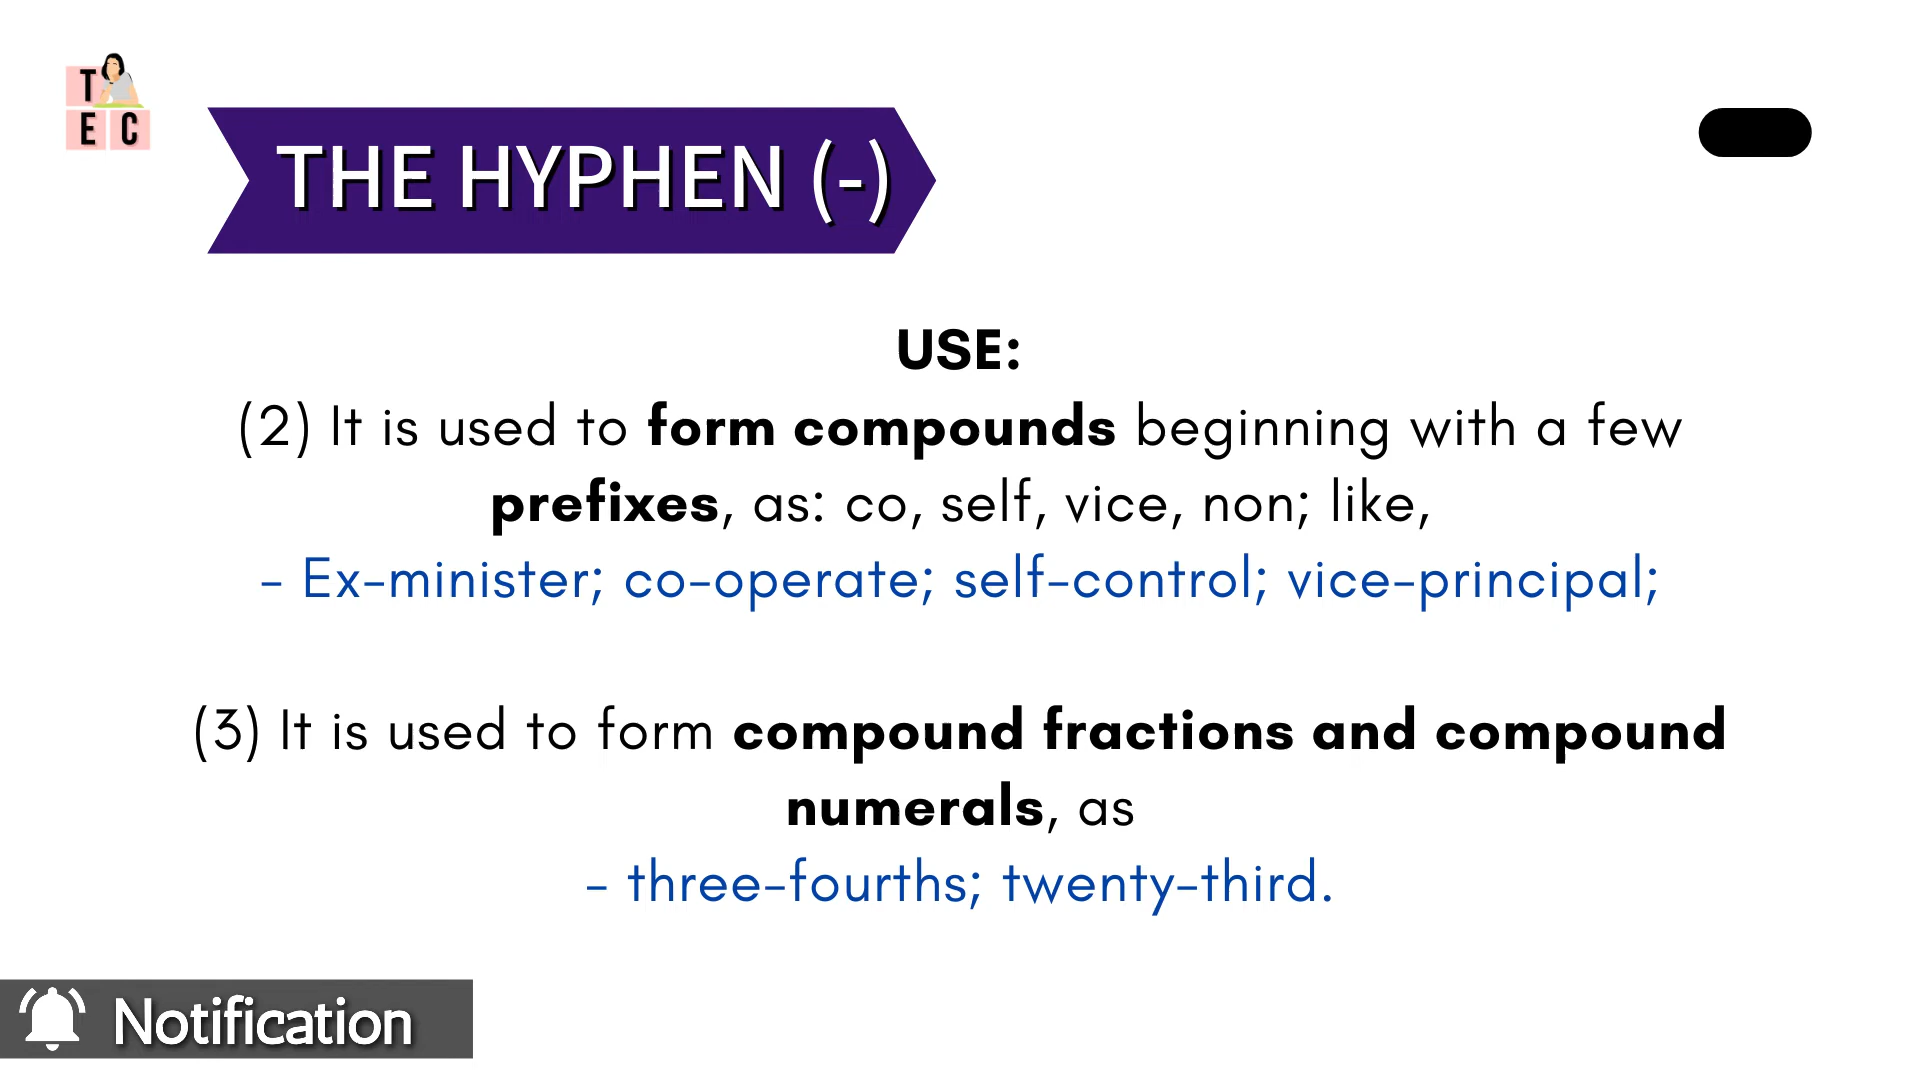 T
E C
THE HYPHEN (-)
USE:
(2) It is used to form compounds beginning with a few
prefixes, as: co, self, vice, non; like,
- Ex-minister; co-operate; self-control; vice-principal;
(3) It is used to form compound fractions and compound
numerals, as
- three-fourths; twenty-third.
Notification